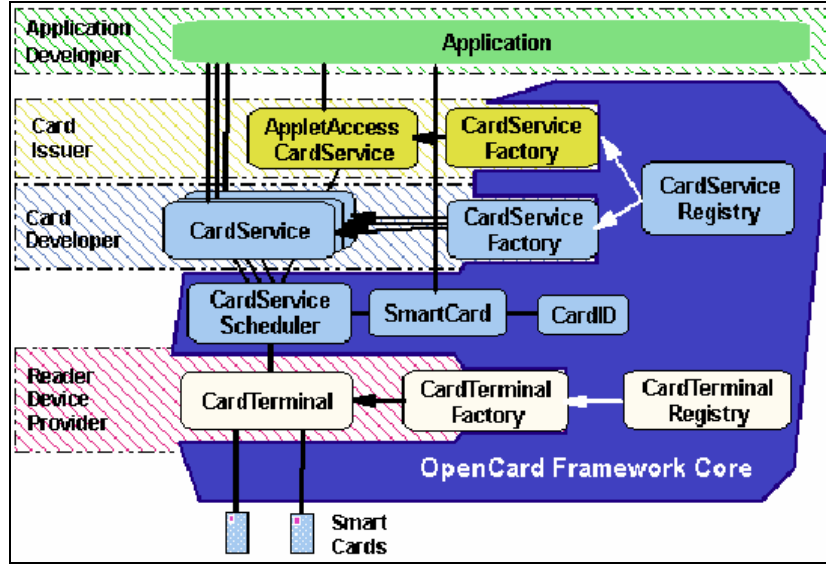 Application
Developer
Application
Card
Issuer
AppletAccess
CardService
CardService
Factory
CardService
Registry
Card
Developer
CardService
CardService
Factory
CardService
Scheduler
SmartCard
CardID
Reader
Device
Provider
CardTerminal
CardTerminal
Factory
CardTerminal
Registry
OpenCard Framework Core
Smart
Cards